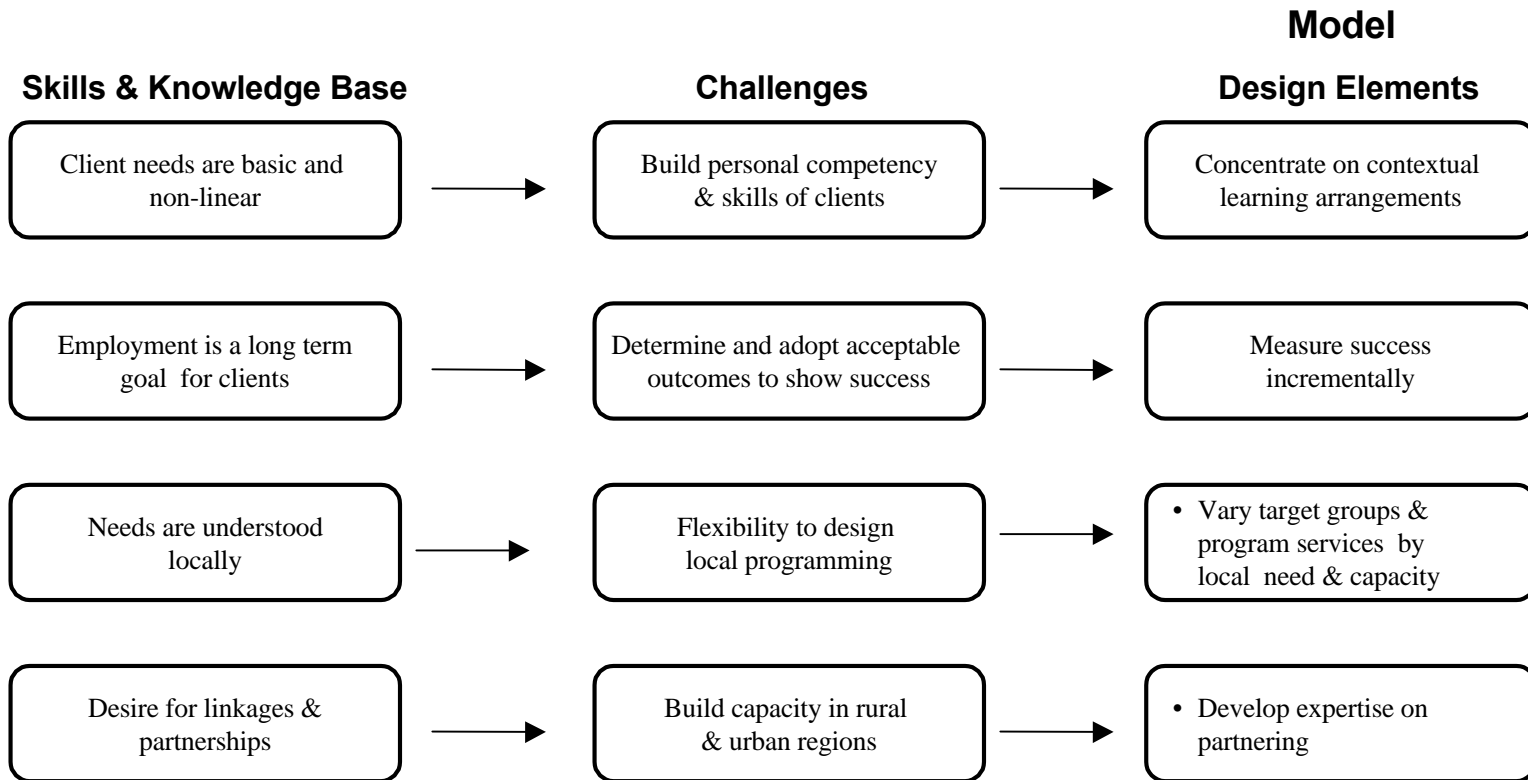 Model
Skills & Knowledge Base
Challenges
Design Elements
Client needs are basic and
non-linear
Build personal competency
& skills of clients
Concentrate on contextual
learning arrangements
Employment is a long term
goal for clients
Determine and adopt acceptable
outcomes to show success
Measure success
incrementally
Needs are understood
locally
Flexibility to design
local programming
• Vary target groups &
program services by
local need & capacity
Desire for linkages &
partnerships
Build capacity in rural
& urban regions
• Develop expertise on
partnering